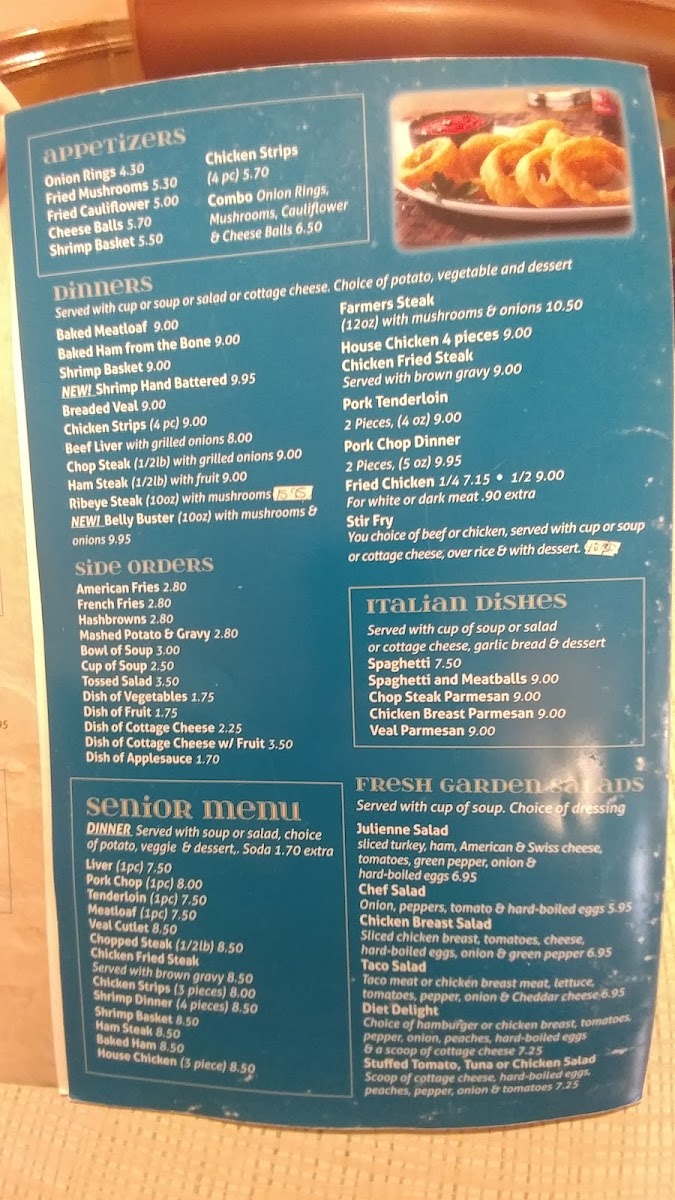 APPETIZERS
Onion Rings 4.30
Fried Mushrooms 5.30
Fried Cauliflower 5.00
Cheese Balls 5.70
Shrimp Basket 5.50
Chicken Strips
(4 pc) 5.70
Combo Onion Rings,
Mushrooms, Cauliflower
& Cheese Balls 6.50
DINNERS
Served with cup or soup or salad or cottage cheese. Choice of potato, vegetable and dessert
Baked Meatloaf 9.00
Baked Ham from the Bone 9.00
Shrimp Basket 9.00
NEW! Shrimp Hand Battered 9.95
Breaded Veal 9.00
Chicken Strips (4 pc) 9.00
Beef Liver with grilled onions 8.00
Chop Steak (1/2lb) with grilled onions 9.00
Ham Steak (1/2lb) with fruit 9.00
Ribeye Steak (10oz) with mushrooms
NEW! Belly Buster (10oz) with mushrooms &
onions 9.95
Farmers Steak
(12oz) with mushrooms & onions 10.50
House Chicken 4 pieces 9.00
Chicken Fried Steak
Served with brown gravy 9.00
Pork Tenderloin
2 Pieces, (4 oz) 9.00
Pork Chop Dinner
2 Pieces, (5 oz) 9.95
Fried Chicken 1/4 7.15 • 1/2 9.00
For white or dark meat .90 extra
Stir Fry
You choice of beef or chicken, served with cup or soup
or cottage cheese, over rice & with dessert.
SIDE ORDERS
American Fries 2.80
French Fries 2.80
Hashbrowns 2.80
Mashed Potato & Gravy 2.80
Bowl of Soup 3.00
Cup of Soup 2.50
Tossed Salad 3.50
Dish of Vegetables 1.75
Dish of Fruit 1.75
Dish of Cottage Cheese 2.25
Dish of Cottage Cheese w/ Fruit 3.50
Dish of Applesauce 1.70
ITALIAN DISHES
Served with cup of soup or salad
or cottage cheese, garlic bread & dessert
Spaghetti 7.50
Spaghetti and Meatballs 9.00
Chop Steak Parmesan 9.00
Chicken Breast Parmesan 9.00
Veal Parmesan 9.00
SENIOR MENU
DINNER Served with soup or salad, choice
of potato, veggie & dessert,. Soda 1.70 extra
Liver (1pc) 7.50
Pork Chop (1pc) 8.00
Tenderloin (1pc) 7.50
Meatloaf (1pc) 7.50
Veal Cutlet 8.50
Chopped Steak (1/2lb) 8.50
Chicken Fried Steak
Served with brown gravy 8.50
Chicken Strips (3 pieces) 8.00
Shrimp Dinner (4 pieces) 8.50
Shrimp Basket 8.50
Ham Steak 8.50
Baked Ham 8.50
House Chicken (3 piece) 8.50
FRESH GARDEN SALADS
Served with cup of soup. Choice of dressing
Julienne Salad
sliced turkey, ham, American & Swiss cheese,
tomatoes, green pepper, onion &
hard-boiled eggs 6.95
Chef Salad
Onion, peppers, tomato & hard-boiled eggs 5.95
Chicken Breast Salad
Sliced chicken breast, tomatoes, cheese,
hard-boiled eggs, onion & green pepper 6.95
Taco Salad
Taco meat or chicken breast meat, lettuce,
tomatoes, pepper, onion & Cheddar cheese 6.95
Diet Delight
Choice of hamburger or chicken breast, tomatoes,
pepper, onion, peaches, hard-boiled eggs
& a scoop of cottage cheese 7.25
Stuffed Tomato, Tuna or Chicken Salad
Scoop of cottage cheese, hard-boiled eggs,
peaches, pepper, onion & tomatoes 7.25